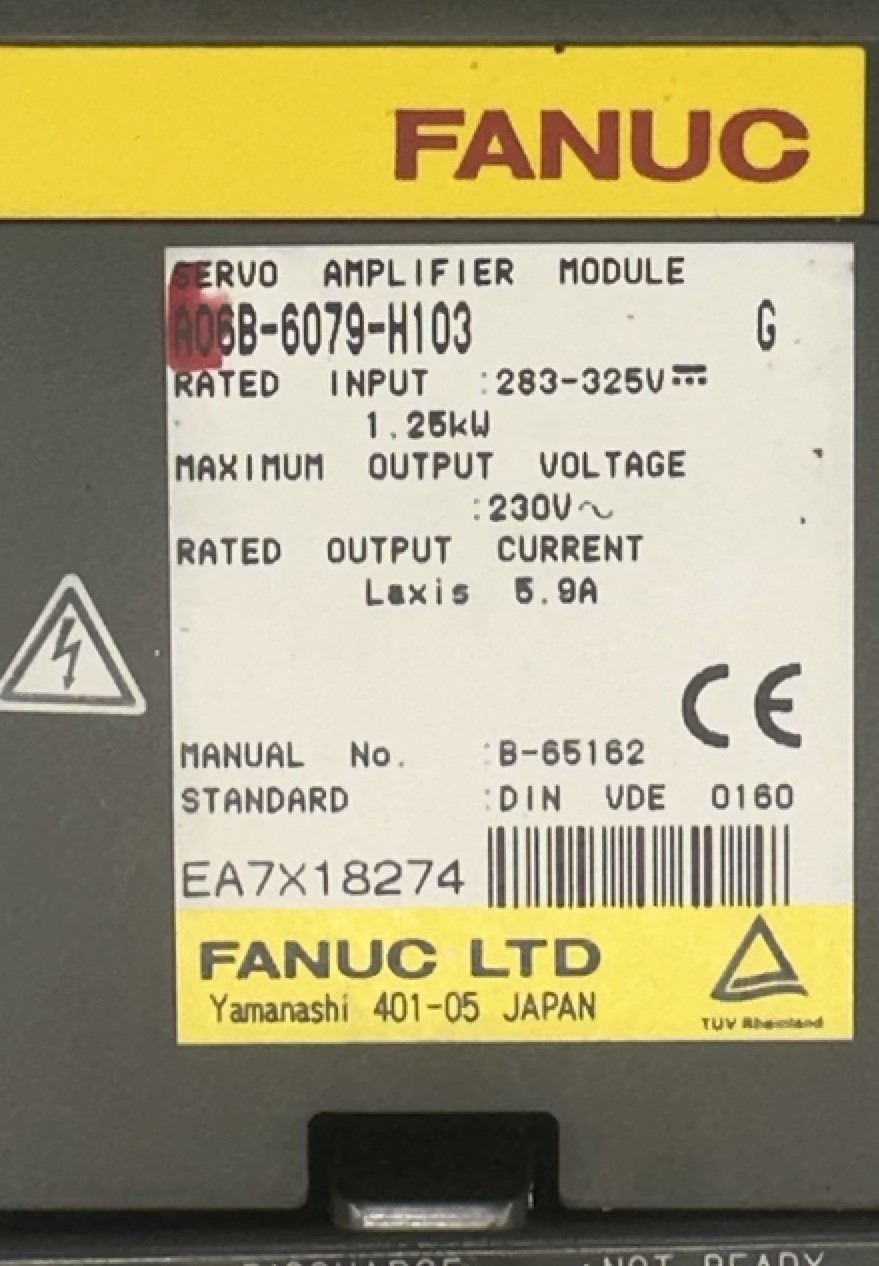 FANUC
SERVO AMPLIFIER MODULE
A06B-6079-H103 G
RATED INPUT :283-325V⎓
1.25kW
MAXIMUM OUTPUT VOLTAGE
:230V~
RATED OUTPUT CURRENT
Laxis 5.9A
CE
MANUAL No. :B-65162
STANDARD :DIN VDE 0160
EA7X18274
FANUC LTD
Yamanashi 401-05 JAPAN
TUV Rheinland
:NOT READY